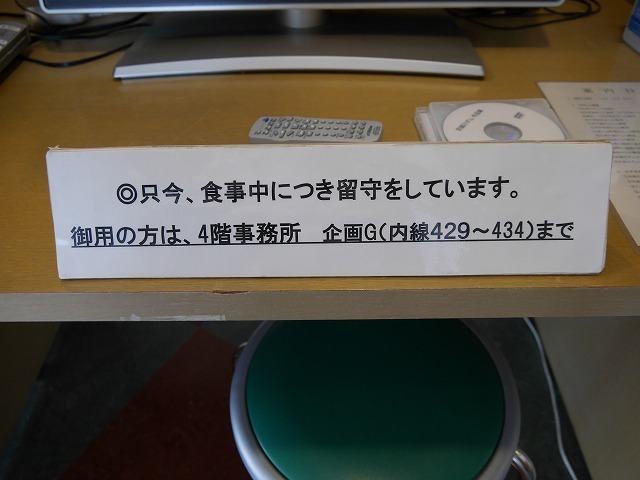 ◎只今、食事中につき留守をしています。
御用の方は、4階事務所　企画G(内線429～434)まで